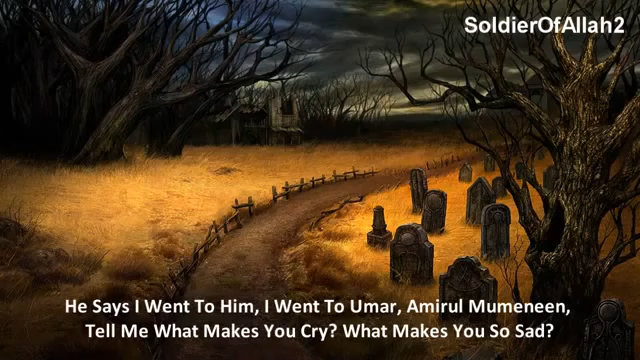 SoldierOfAllah2
He Says I Went To Him, I Went To Umar, Amirul Mumeneen,
Tell Me What Makes You Cry? What Makes You So Sad?